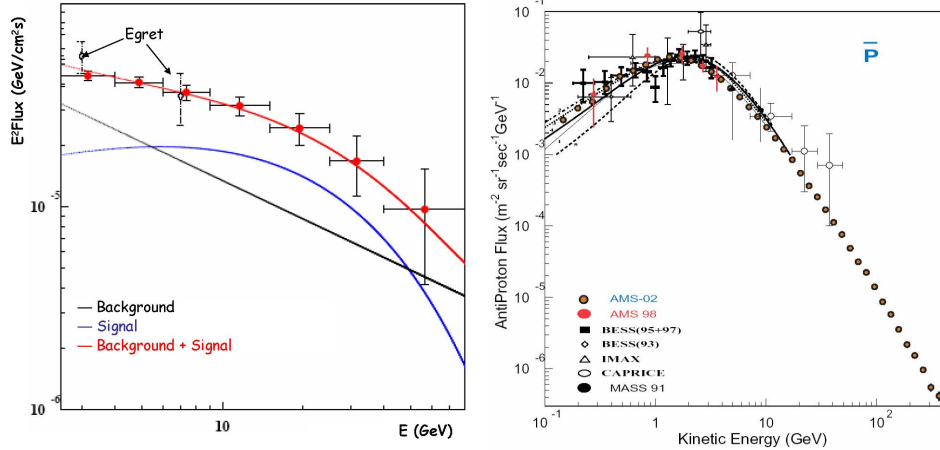 E²Flux (GeV/cm²s)
Egret
10⁻⁵
10⁻⁶
Background
Signal
Background + Signal
10
E (GeV)
AntiProton Flux (m⁻² sr⁻¹sec⁻¹GeV⁻¹)
10⁻¹
10⁻²
10⁻³
10⁻⁴
10⁻⁵
10⁻⁶
P̅
AMS-02
AMS 98
BESS(95+97)
BESS(93)
IMAX
CAPRICE
MASS 91
10⁻¹ 1 10 10²
Kinetic Energy (GeV)